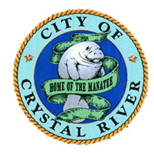 CITY OF
HOME OF THE MANATEE
CRYSTAL RIVER